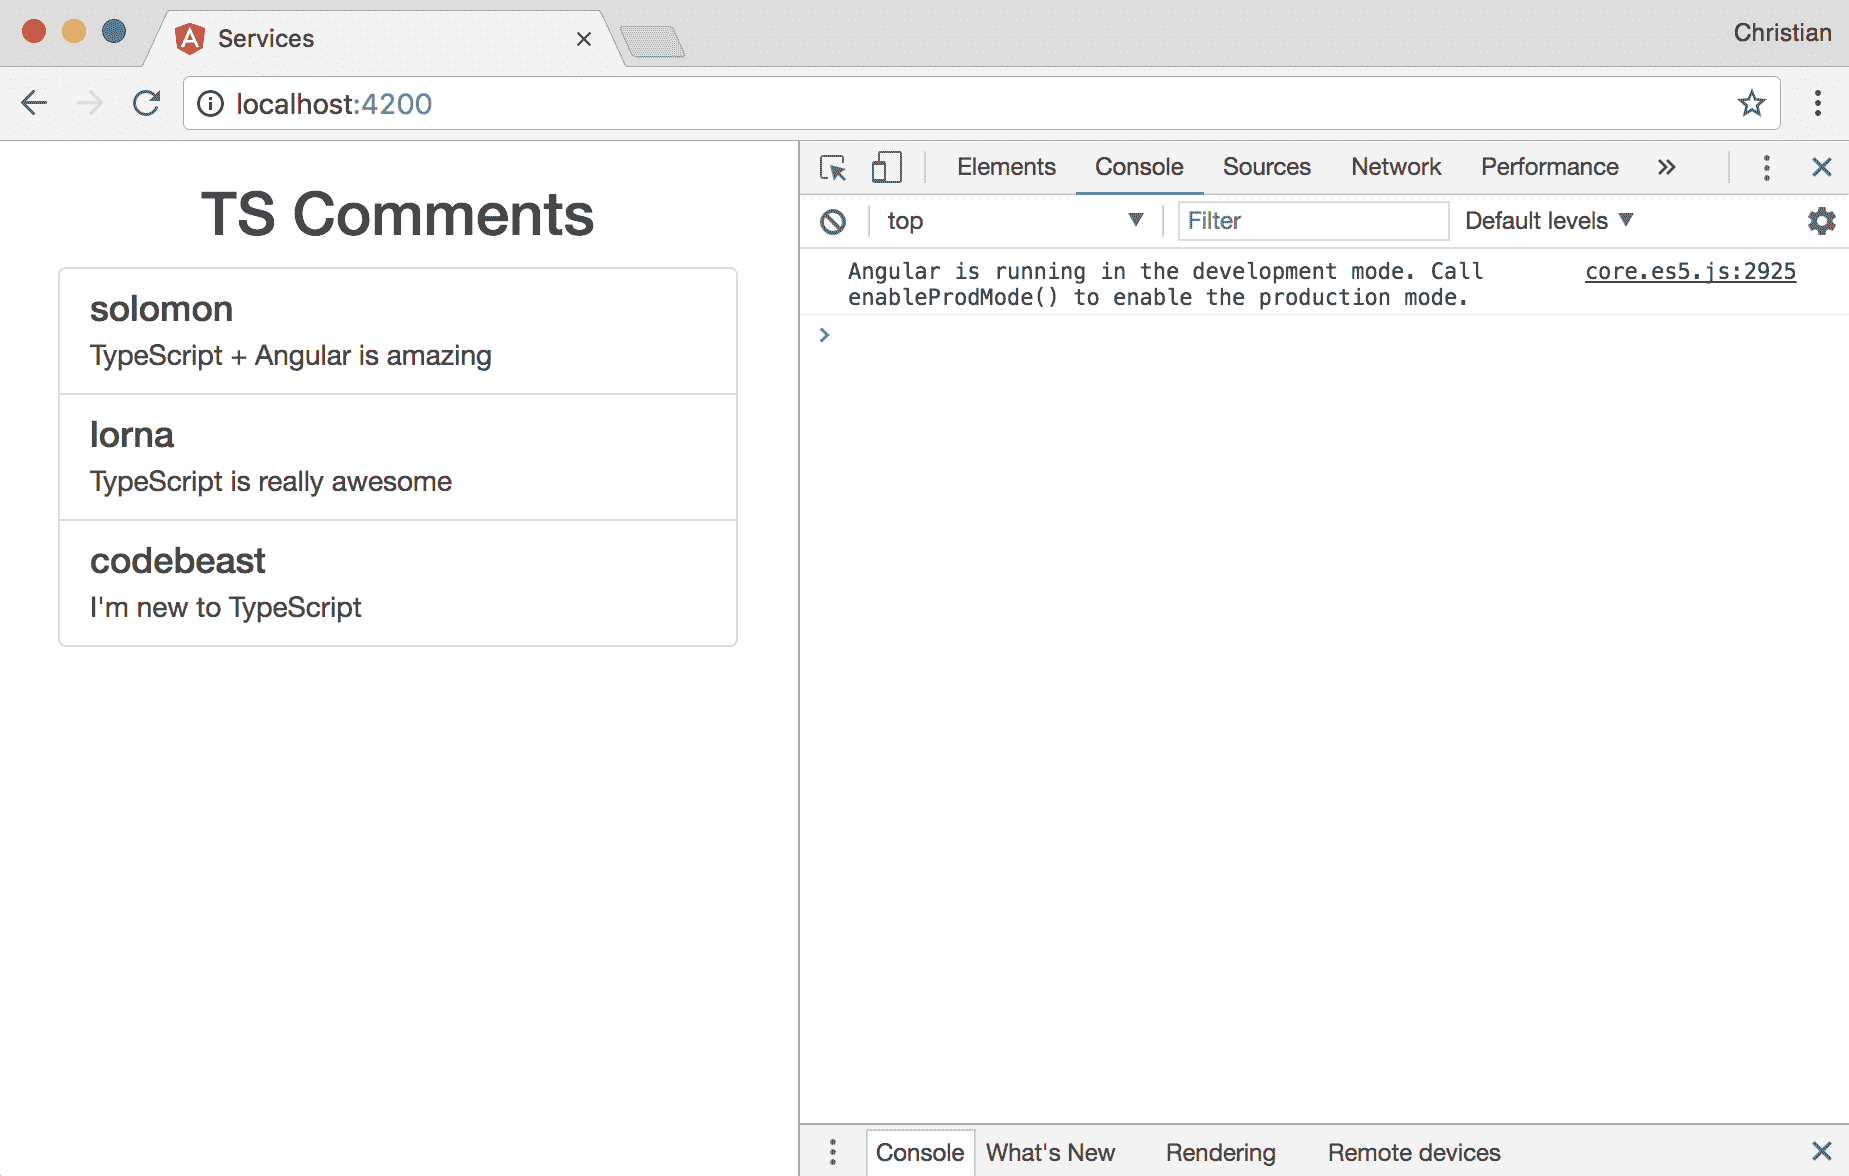 Services
Christian
localhost:4200
TS Comments
solomon
TypeScript + Angular is amazing
lorna
TypeScript is really awesome
codebeast
I'm new to TypeScript
Elements Console Sources Network Performance »
top Filter Default levels
Angular is running in the development mode. Call core.es5.js:2925
enableProdMode() to enable the production mode.
Console What's New Rendering Remote devices